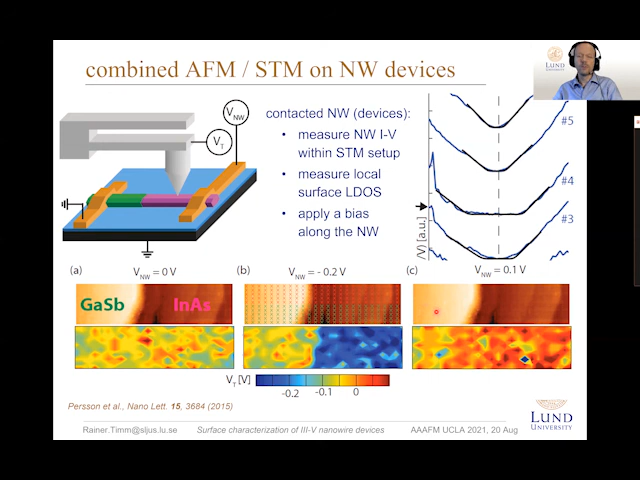 combined AFM / STM on NW devices
LUND
UNIVERSITY
V_NW
V_T
contacted NW (devices):
• measure NW I-V
within STM setup
• measure local
surface LDOS
• apply a bias
along the NW
#5
#4
#3
/V) [a.u.]
(a)
V_NW = 0 V
(b)
V_NW = - 0.2 V
(c)
V_NW = 0.1 V
GaSb
InAs
V_T [V]
-0.2
-0.1
0
Persson et al., Nano Lett. 15, 3684 (2015)
LUND
UNIVERSITY
Rainer.Timm@sljus.lu.se
Surface characterization of III-V nanowire devices
AAAFM UCLA 2021, 20 Aug